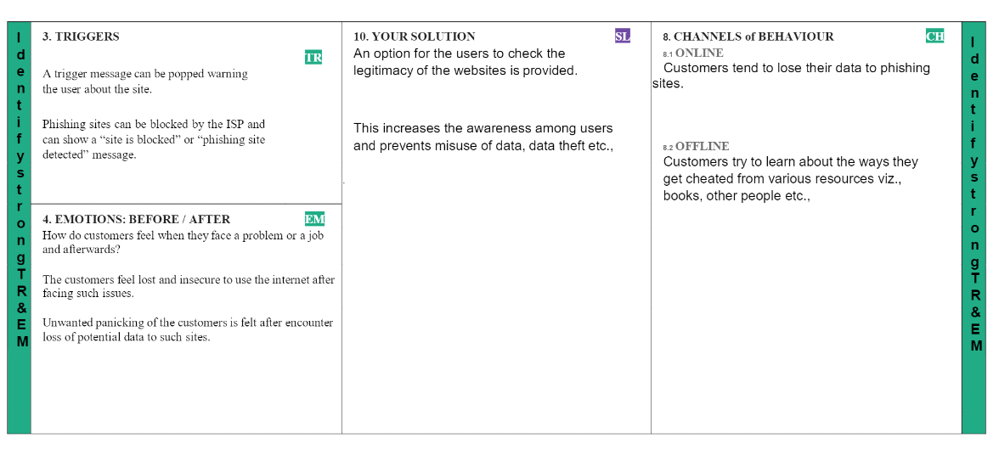 Identify strong TR & EM
3. TRIGGERS
TR
A trigger message can be popped warning
the user about the site.
Phishing sites can be blocked by the ISP and
can show a “site is blocked” or “phishing site
detected” message.
4. EMOTIONS: BEFORE / AFTER
EM
How do customers feel when they face a problem or a job
and afterwards?
The customers feel lost and insecure to use the internet after
facing such issues.
Unwanted panicking of the customers is felt after encounter
loss of potential data to such sites.
10. YOUR SOLUTION
SL
An option for the users to check the
legitimacy of the websites is provided.
This increases the awareness among users
and prevents misuse of data, data theft etc.,
8. CHANNELS of BEHAVIOUR
CH
8.1 ONLINE
Customers tend to lose their data to phishing
sites.
8.2 OFFLINE
Customers try to learn about the ways they
get cheated from various resources viz.,
books, other people etc.,
Identify strong TR & EM